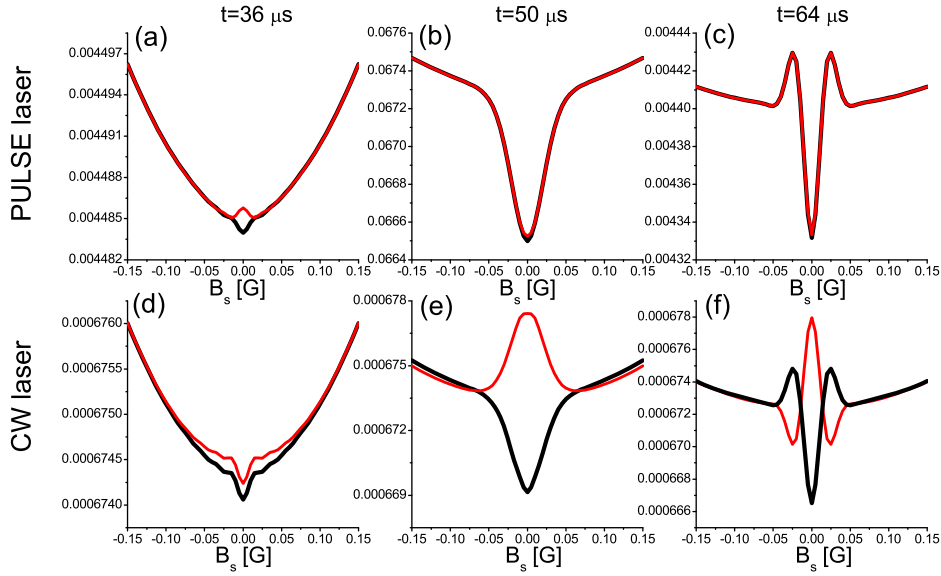 t=36 μs
t=50 μs
t=64 μs
PULSE laser
(a)
0.004497
0.004494
0.004491
0.004488
0.004485
0.004482
-0.15 -0.10 -0.05 0.00 0.05 0.10 0.15
B_s [G]
(b)
0.0676
0.0674
0.0672
0.0670
0.0668
0.0666
0.0664
-0.15 -0.10 -0.05 0.00 0.05 0.10 0.15
B_s [G]
(c)
0.00444
0.00442
0.00440
0.00438
0.00436
0.00434
0.00432
-0.15 -0.10 -0.05 0.00 0.05 0.10 0.15
B_s [G]
CW laser
(d)
0.0006760
0.0006755
0.0006750
0.0006745
0.0006740
-0.15 -0.10 -0.05 0.00 0.05 0.10 0.15
B_s [G]
(e)
0.000678
0.000675
0.000672
0.000669
-0.15 -0.10 -0.05 0.00 0.05 0.10 0.15
B_s [G]
(f)
0.000678
0.000676
0.000674
0.000672
0.000670
0.000668
0.000666
-0.15 -0.10 -0.05 0.00 0.05 0.10 0.15
B_s [G]